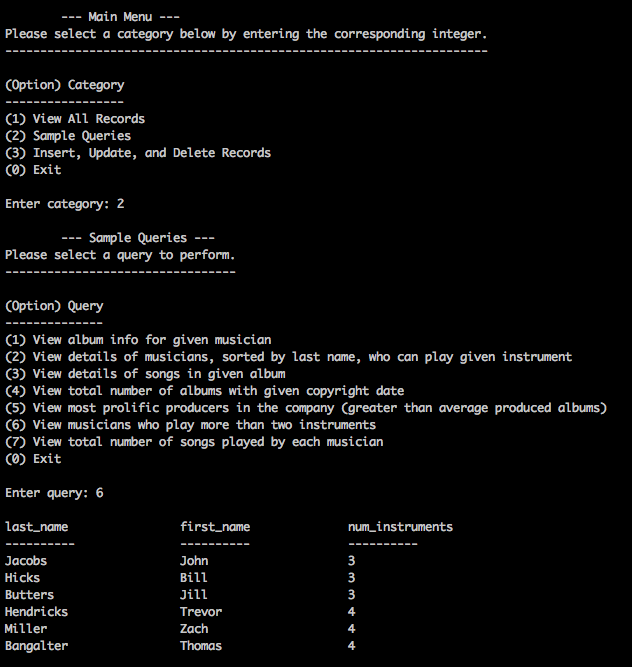 --- Main Menu ---
Please select a category below by entering the corresponding integer.
---------------------------------------------------------------------
(Option) Category
-----------------
(1) View All Records
(2) Sample Queries
(3) Insert, Update, and Delete Records
(0) Exit
Enter category: 2
--- Sample Queries ---
Please select a query to perform.
---------------------------------
(Option) Query
--------------
(1) View album info for given musician
(2) View details of musicians, sorted by last name, who can play given instrument
(3) View details of songs in given album
(4) View total number of albums with given copyright date
(5) View most prolific producers in the company (greater than average produced albums)
(6) View musicians who play more than two instruments
(7) View total number of songs played by each musician
(0) Exit
Enter query: 6
last_name first_name num_instruments
---------- ---------- ----------
Jacobs John 3
Hicks Bill 3
Butters Jill 3
Hendricks Trevor 4
Miller Zach 4
Bangalter Thomas 4